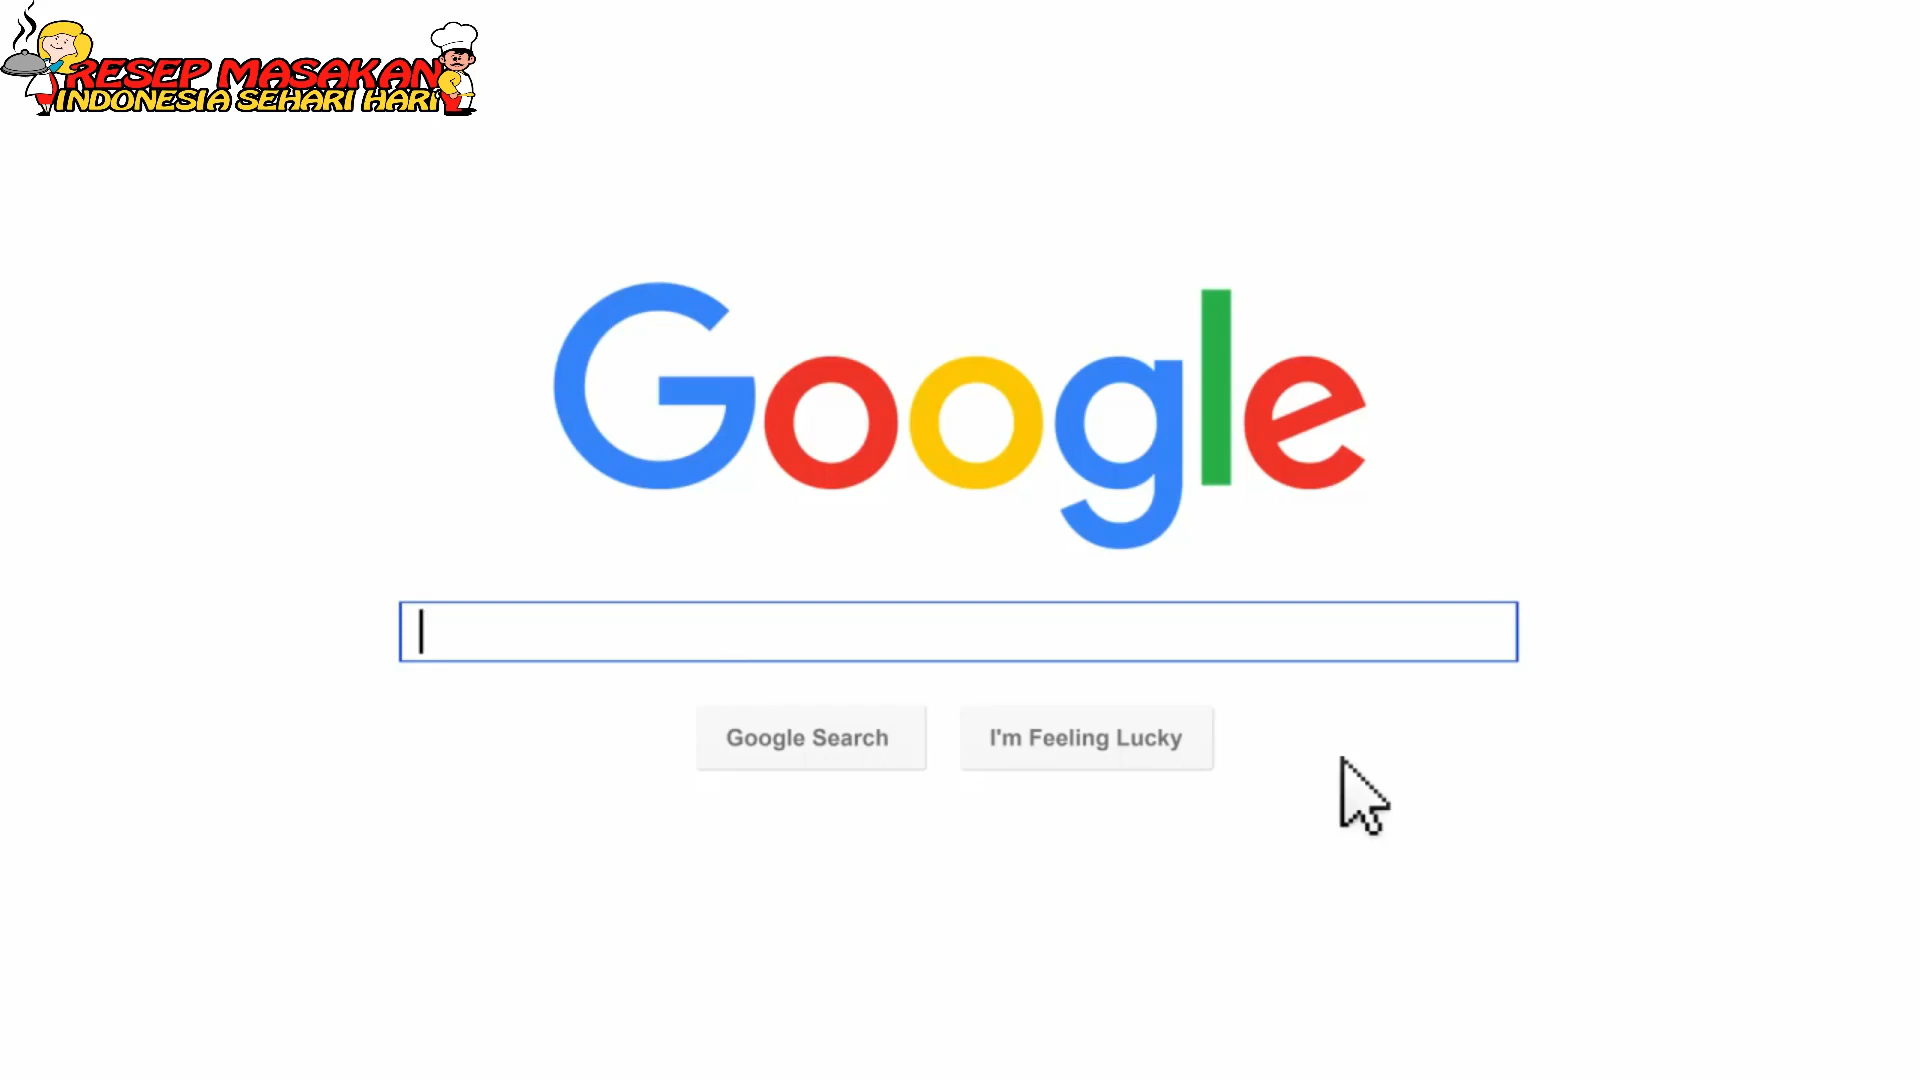 RESEP MASAKAN
INDONESIA SEHARI HARI
Google
Google Search
I'm Feeling Lucky